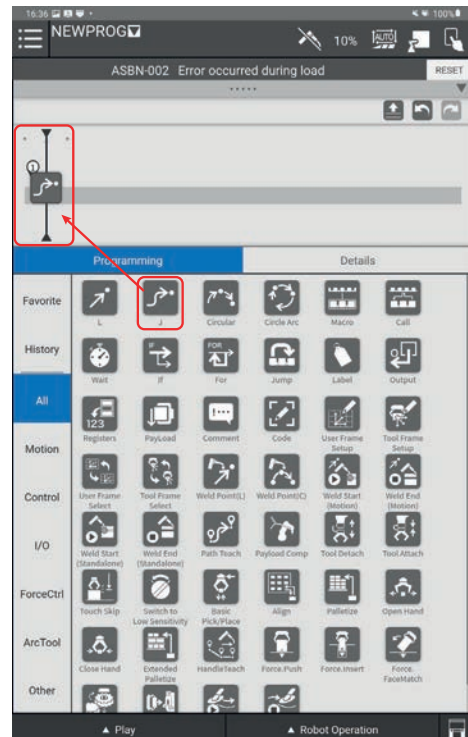 16:36
100%
NEWPROG
10%
AUTO
ASBN-002 Error occurred during load
RESET
1
Programming
Details
Favorite
History
All
Motion
Control
I/O
ForceCtrl
ArcTool
Other
L
J
Circular
Circle Arc
Macro
Call
IF
FOR
Wait
If
For
Jump
Label
Output
123
Registers
PayLoad
Comment
Code
User Frame Setup
Tool Frame Setup
User Frame Select
Tool Frame Select
Weld Point(L)
Weld Point(C)
Weld Start (Motion)
Weld End (Motion)
Weld Start (Standalone)
Weld End (Standalone)
Path Teach
Payload Comp
Tool Detach
Tool Attach
Touch Skip
Switch to Low Sensitivity
Basic Pick/Place
Align
Palletize
Open Hand
Close Hand
Extended Palletize
HandleTeach
Force.Push
Force.Insert
Force. FaceMatch
Play
Robot Operation